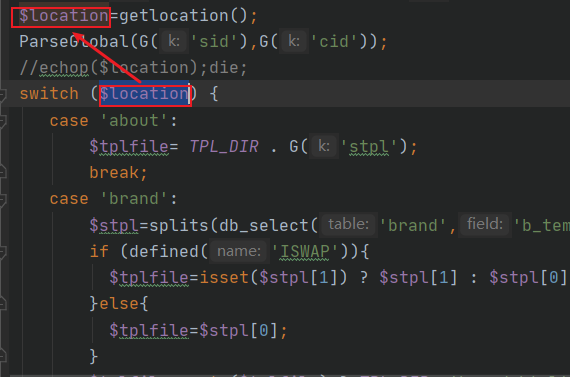 $location=getlocation();
ParseGlobal(G( k: 'sid'),G( k: 'cid'));
//echop($location);die;
switch ($location) {
case 'about':
$tplfile= TPL_DIR . G( k: 'stpl');
break;
case 'brand':
$stpl=splits(db_select( table: 'brand', field: 'b_tem
if (defined( name: 'ISWAP')){
$tplfile=isset($stpl[1]) ? $stpl[1] : $stpl[0]
}else{
$tplfile=$stpl[0];
}